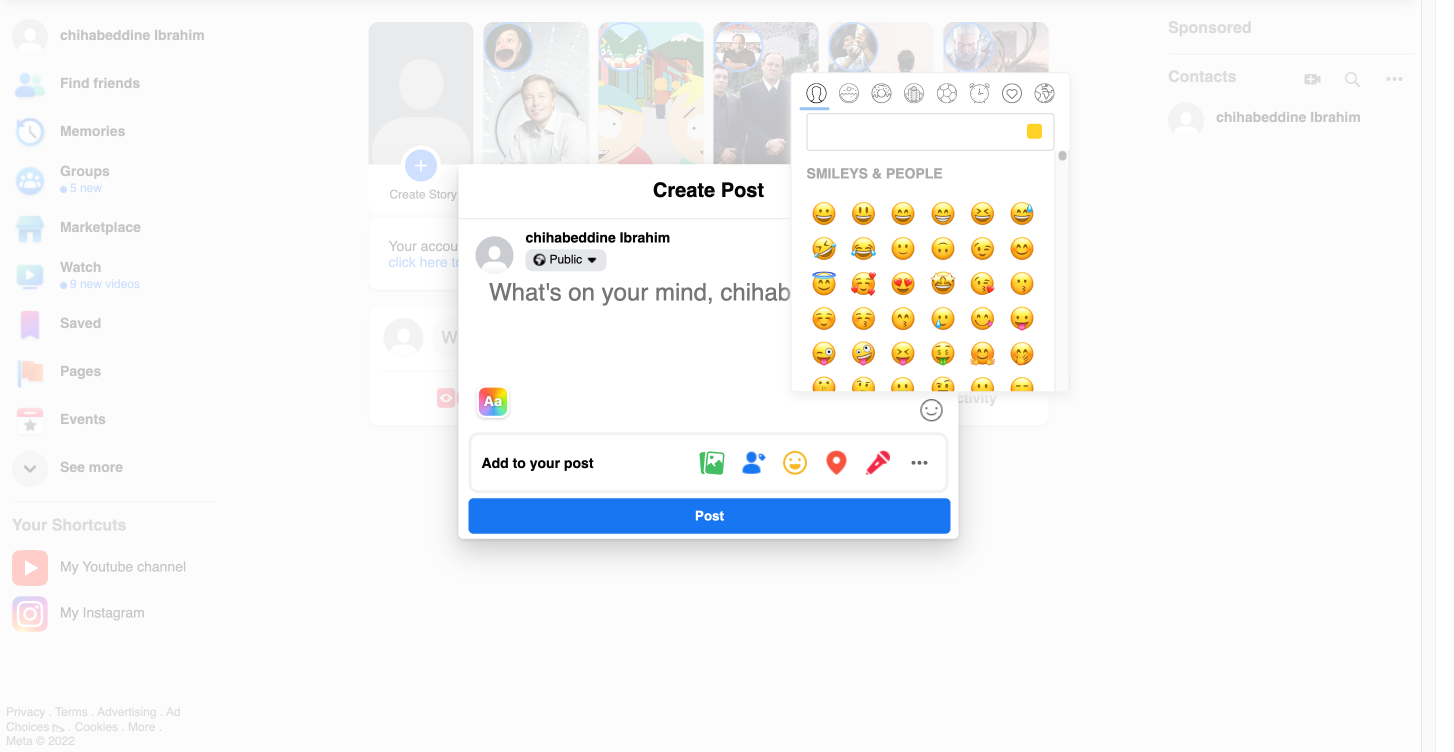 chihabeddine Ibrahim
Find friends
Memories
Groups
5 new
Marketplace
Watch
9 new videos
Saved
Pages
Events
See more
Your Shortcuts
My Youtube channel
My Instagram
Privacy . Terms . Advertising . Ad
Choices . Cookies . More .
Meta © 2022
Create Story
Your accou
click here to
W
Create Post
chihabeddine Ibrahim
Public
What's on your mind, chihab
Aa
Add to your post
Post
SMILEYS & PEOPLE
Sponsored
Contacts
chihabeddine Ibrahim